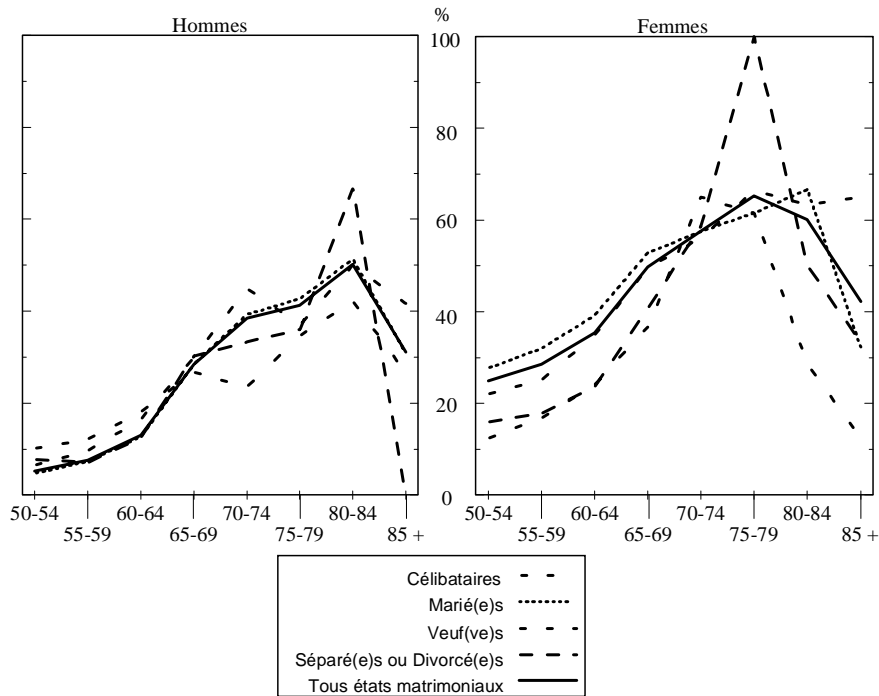 %
Hommes
Femmes
100
80
60
40
20
0
50-54 60-64 70-74 80-84
55-59 65-69 75-79 85 +
50-54 60-64 70-74 80-84
55-59 65-69 75-79 85 +
Célibataires
Marié(e)s
Veuf(ve)s
Séparé(e)s ou Divorcé(e)s
Tous états matrimoniaux